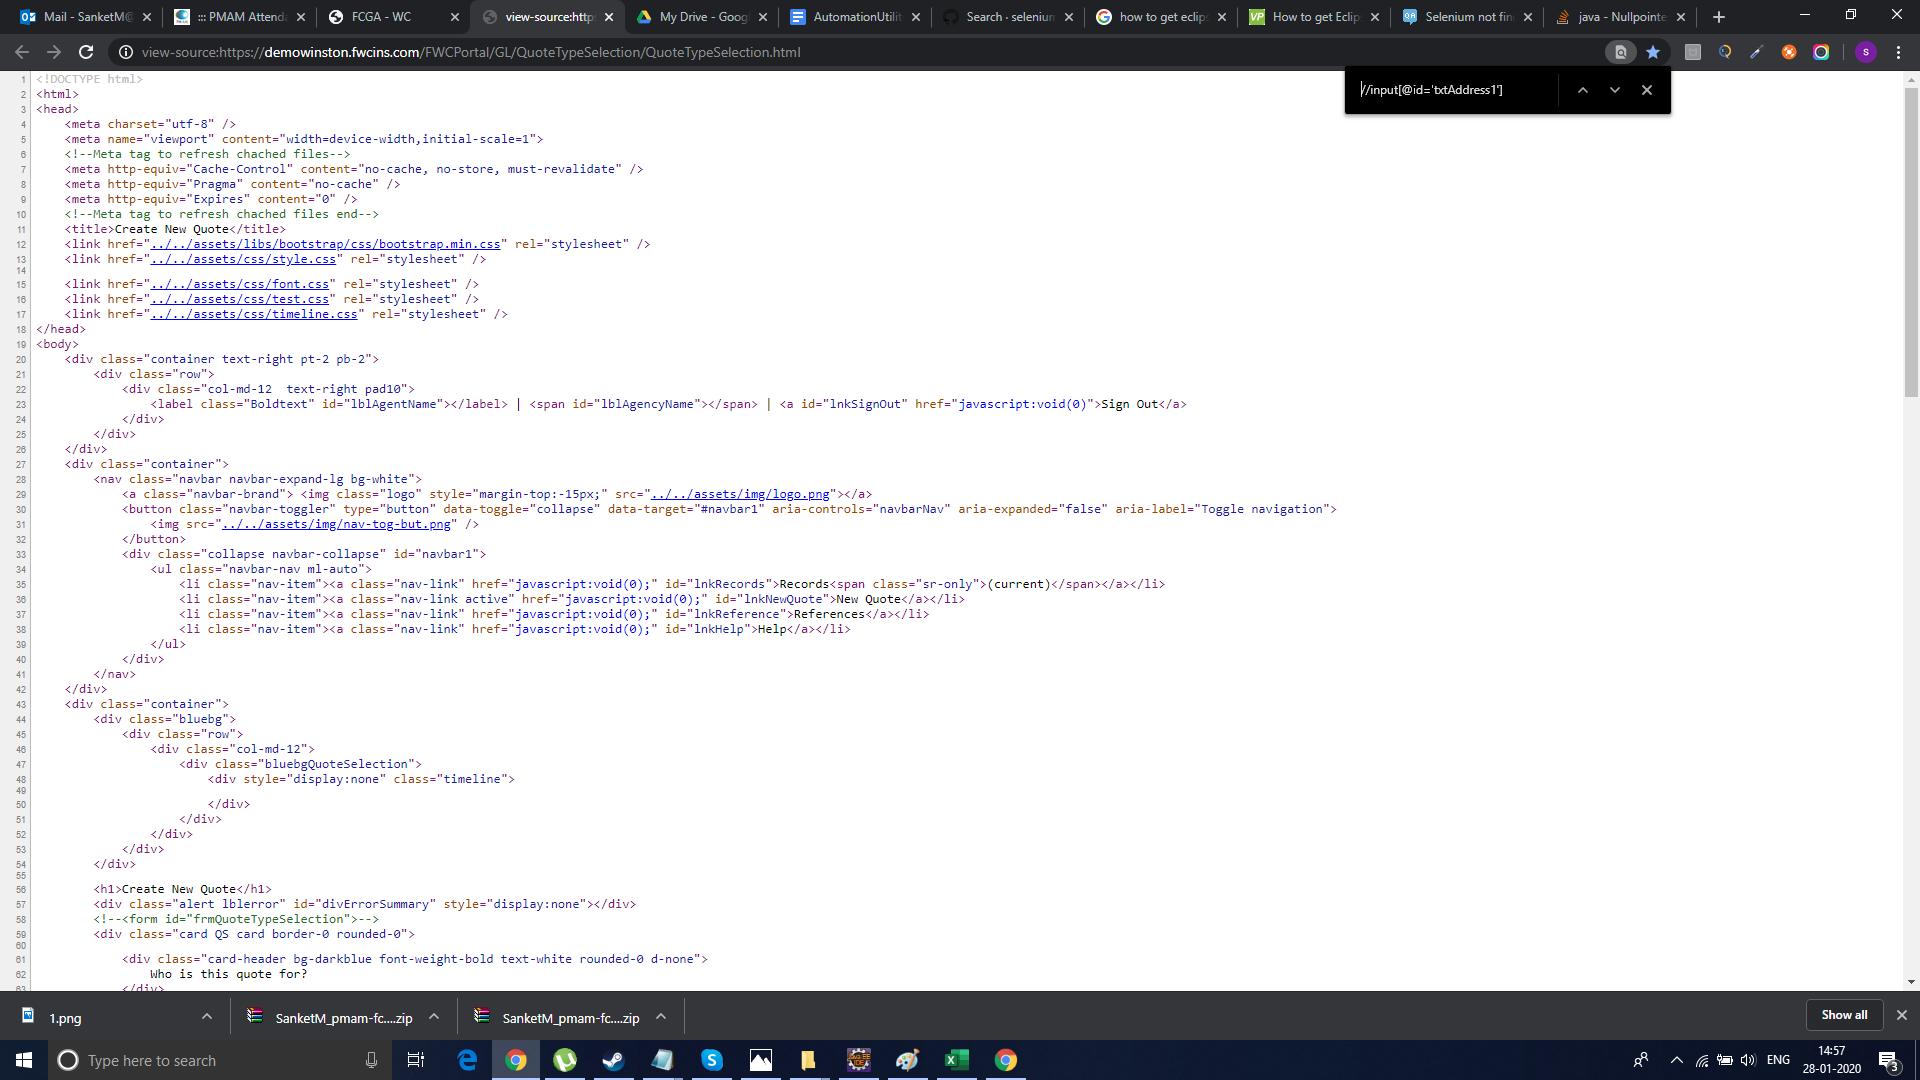 Mail - SanketM@
::: PMAM Attenda
FCGA - WC
view-source:https
My Drive - Goog
AutomationUtilit
Search · seleniun
how to get eclips
How to get Eclip
Selenium not fin
java - Nullpointe
view-source:https://demowinston.fwcins.com/FWCPortal/GL/QuoteTypeSelection/QuoteTypeSelection.html
S
//input[@id='txtAddress1']
1 <!DOCTYPE html>
2 <html>
3 <head>
4 <meta charset="utf-8" />
5 <meta name="viewport" content="width=device-width,initial-scale=1">
6 <!--Meta tag to refresh chached files-->
7 <meta http-equiv="Cache-Control" content="no-cache, no-store, must-revalidate" />
8 <meta http-equiv="Pragma" content="no-cache" />
9 <meta http-equiv="Expires" content="0" />
10 <!--Meta tag to refresh chached files end-->
11 <title>Create New Quote</title>
12 <link href="../../assets/libs/bootstrap/css/bootstrap.min.css" rel="stylesheet" />
13 <link href="../../assets/css/style.css" rel="stylesheet" />
14
15 <link href="../../assets/css/font.css" rel="stylesheet" />
16 <link href="../../assets/css/test.css" rel="stylesheet" />
17 <link href="../../assets/css/timeline.css" rel="stylesheet" />
18 </head>
19 <body>
20 <div class="container text-right pt-2 pb-2">
21 <div class="row">
22 <div class="col-md-12  text-right pad10">
23 <label class="Boldtext" id="lblAgentName"></label> | <span id="lblAgencyName"></span> | <a id="lnkSignOut" href="javascript:void(0)">Sign Out</a>
24 </div>
25 </div>
26 </div>
27 <div class="container">
28 <nav class="navbar navbar-expand-lg bg-white">
29 <a class="navbar-brand"> <img class="logo" style="margin-top:-15px;" src="../../assets/img/logo.png"></a>
30 <button class="navbar-toggler" type="button" data-toggle="collapse" data-target="#navbar1" aria-controls="navbarNav" aria-expanded="false" aria-label="Toggle navigation">
31 <img src="../../assets/img/nav-tog-but.png" />
32 </button>
33 <div class="collapse navbar-collapse" id="navbar1">
34 <ul class="navbar-nav ml-auto">
35 <li class="nav-item"><a class="nav-link" href="javascript:void(0);" id="lnkRecords">Records<span class="sr-only">(current)</span></a></li>
36 <li class="nav-item"><a class="nav-link active" href="javascript:void(0);" id="lnkNewQuote">New Quote</a></li>
37 <li class="nav-item"><a class="nav-link" href="javascript:void(0);" id="lnkReference">References</a></li>
38 <li class="nav-item"><a class="nav-link" href="javascript:void(0);" id="lnkHelp">Help</a></li>
39 </ul>
40 </div>
41 </nav>
42 </div>
43 <div class="container">
44 <div class="bluebg">
45 <div class="row">
46 <div class="col-md-12">
47 <div class="bluebgQuoteSelection">
48 <div style="display:none" class="timeline">
49
50 </div>
51 </div>
52 </div>
53 </div>
54 </div>
55
56 <h1>Create New Quote</h1>
57 <div class="alert lblerror" id="divErrorSummary" style="display:none"></div>
58 <!--<form id="frmQuoteTypeSelection">-->
59 <div class="card QS card border-0 rounded-0">
60
61 <div class="card-header bg-darkblue font-weight-bold text-white rounded-0 d-none">
62 Who is this quote for?
63 </div>
1.png
SanketM_pmam-fc....zip
SanketM_pmam-fc....zip
Show all
Type here to search
ENG
14:57
28-01-2020
3